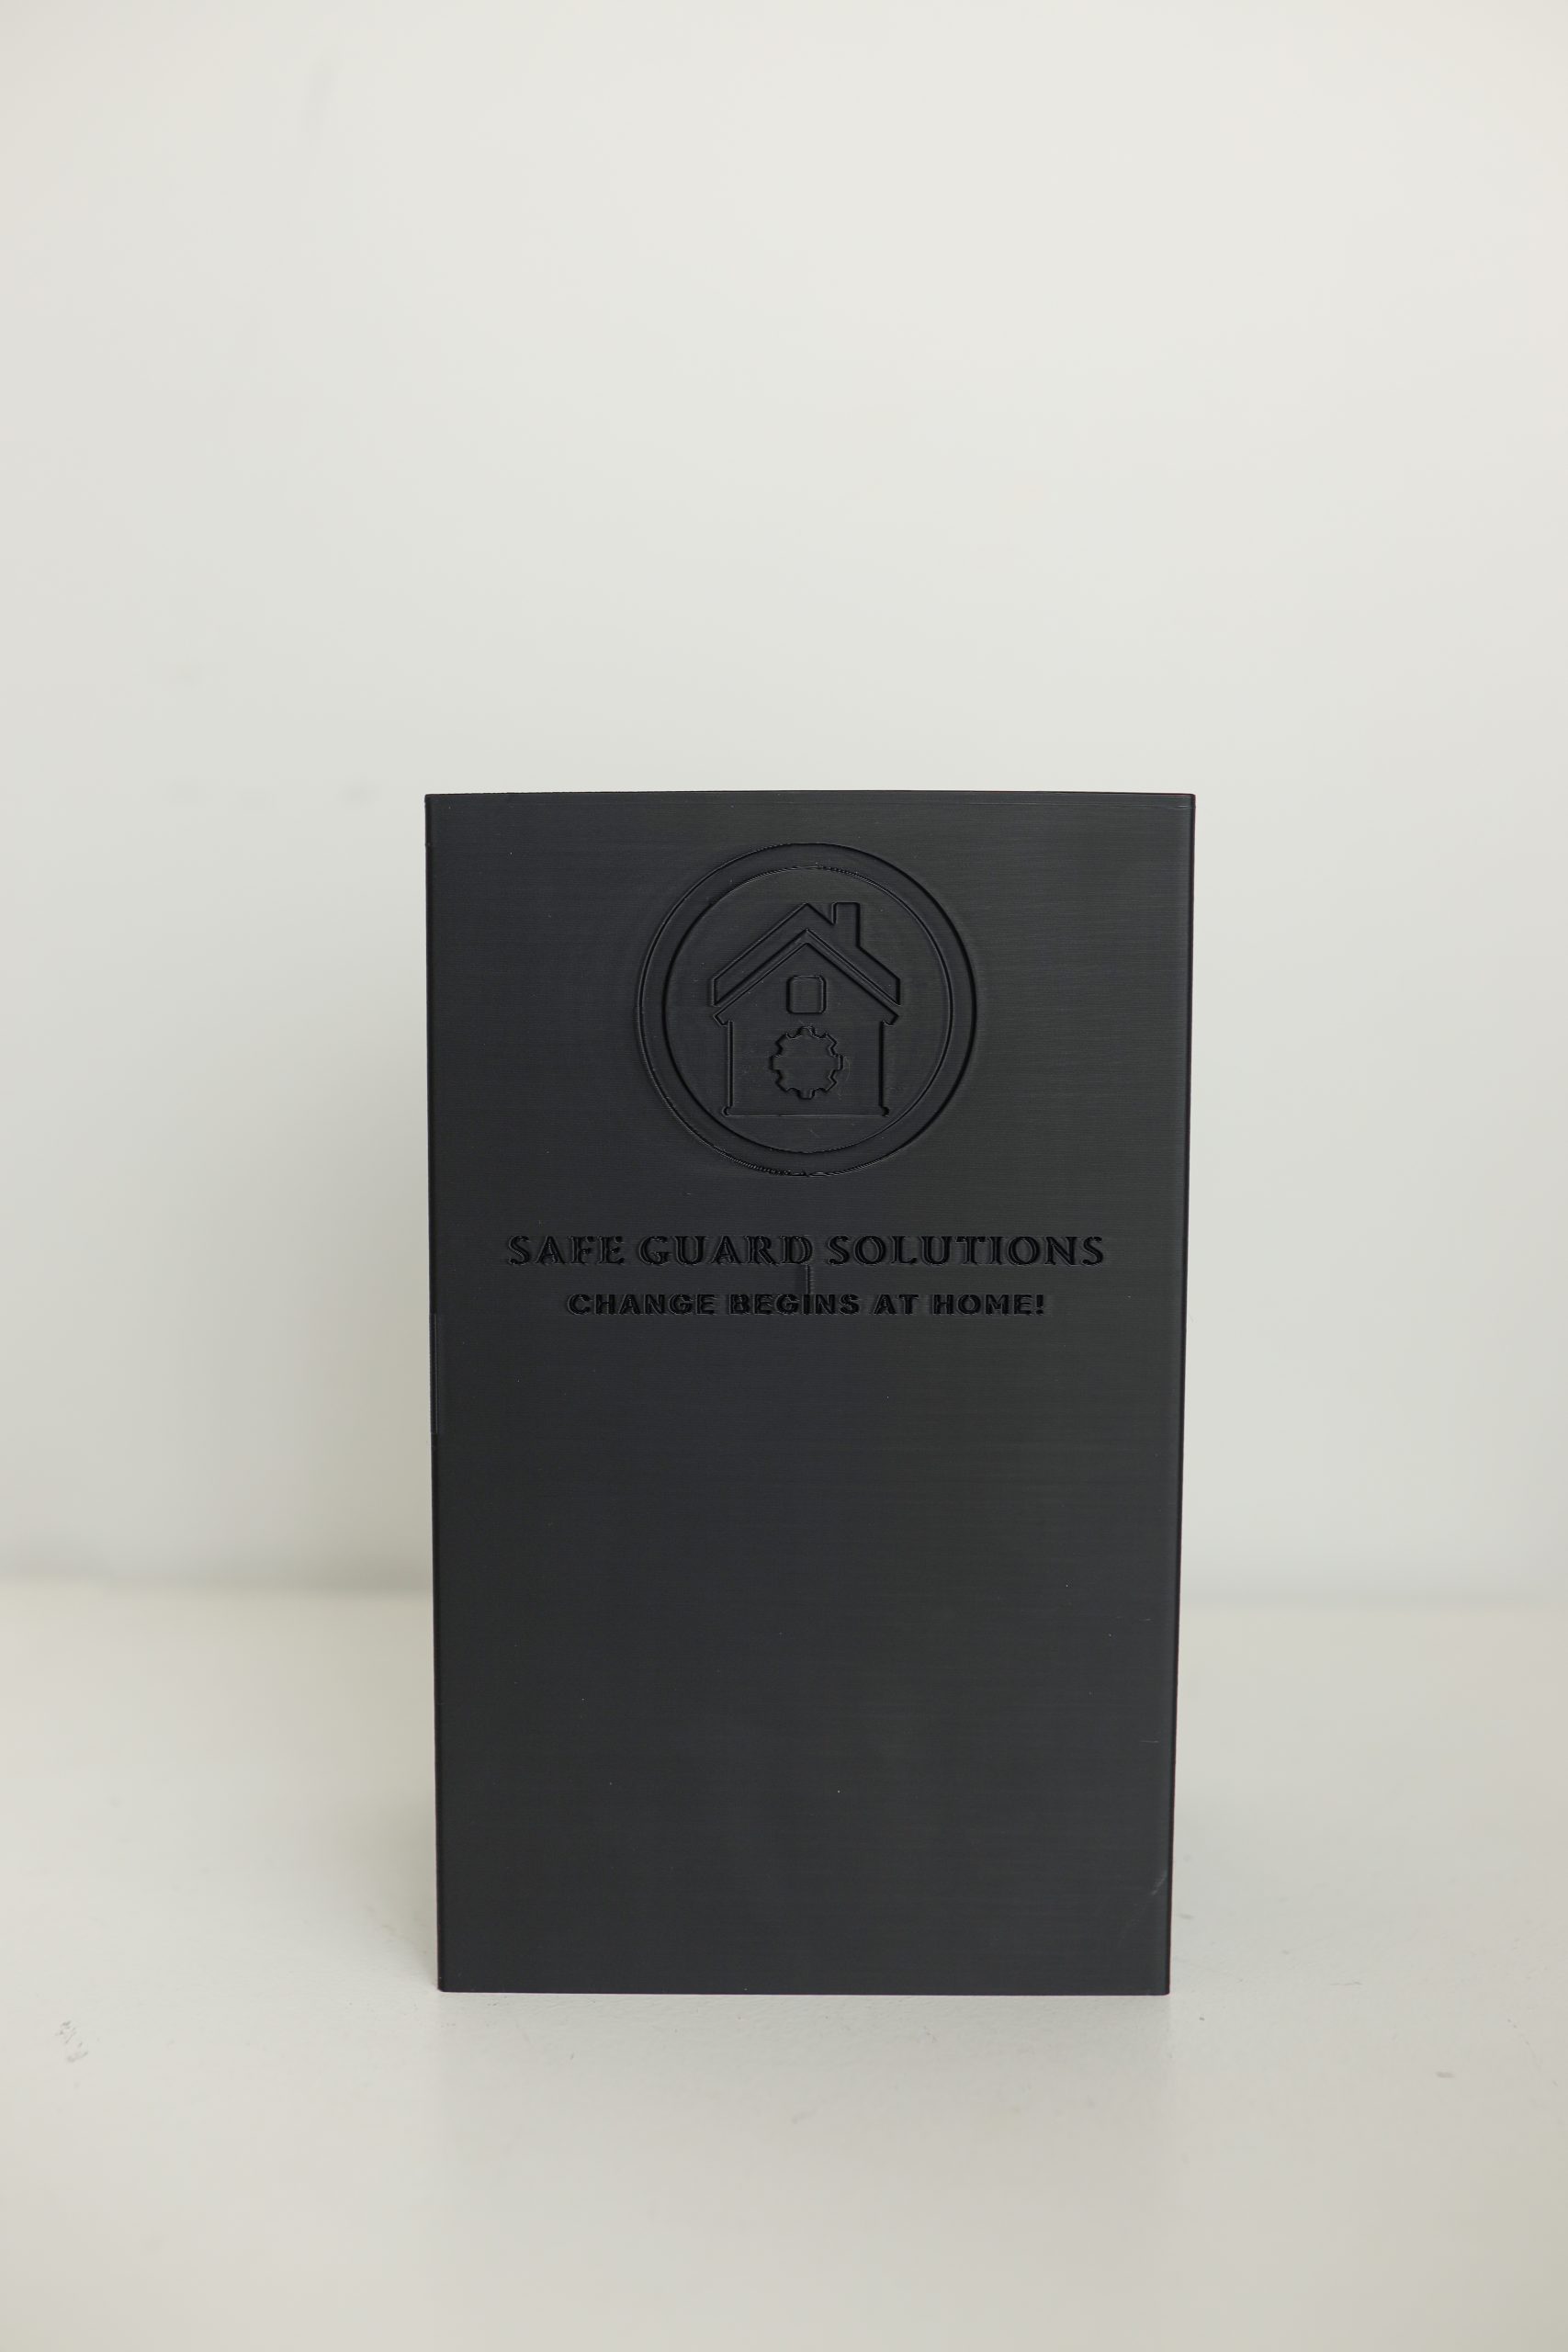 SAFE GUARD SOLUTIONS
CHANGE BEGINS AT HOME!